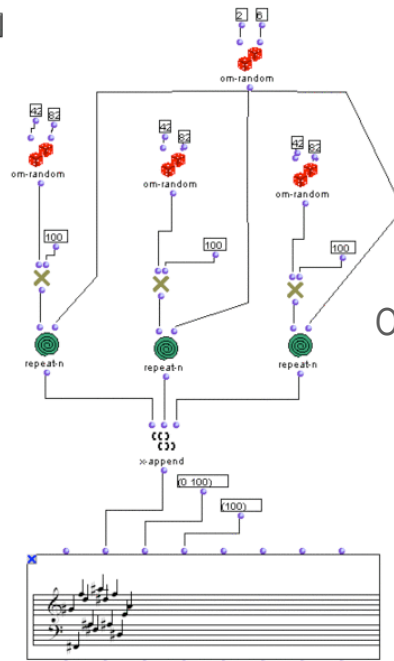 2 6
om-random
42 82
om-random
42 82
om-random
42 82
om-random
100
100
100
repeat-n
repeat-n
repeat-n
x-append
(0 100)
(100)